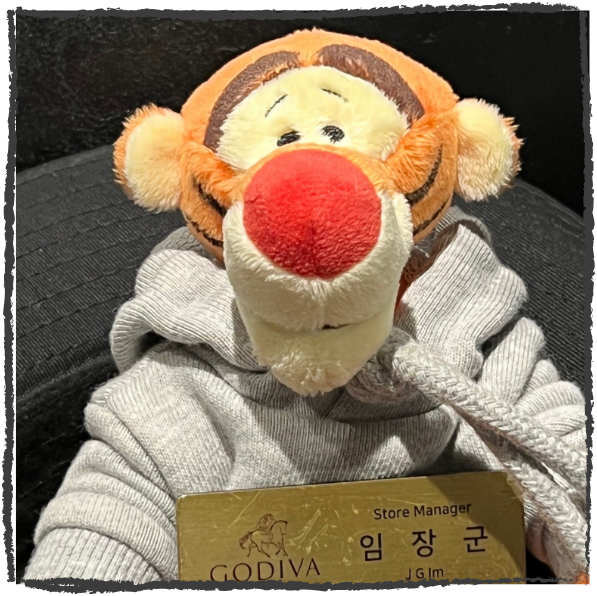 Store Manager
임 장 군
GODIVA
J G Im